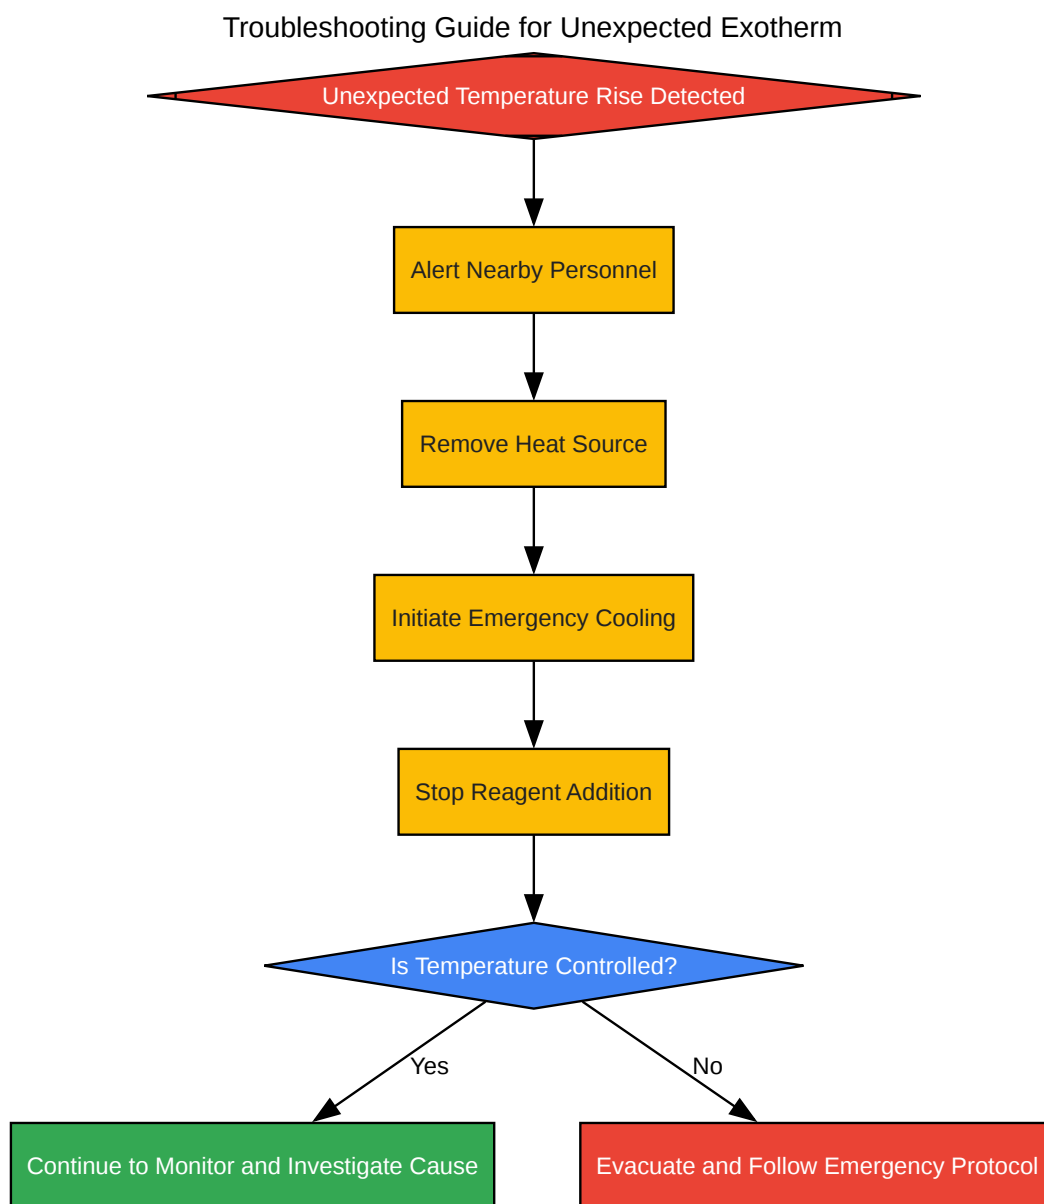 Troubleshooting Guide for Unexpected Exotherm
Unexpected Temperature Rise Detected
Alert Nearby Personnel
Remove Heat Source
Initiate Emergency Cooling
Stop Reagent Addition
Is Temperature Controlled?
Yes
No
Continue to Monitor and Investigate Cause
Evacuate and Follow Emergency Protocol